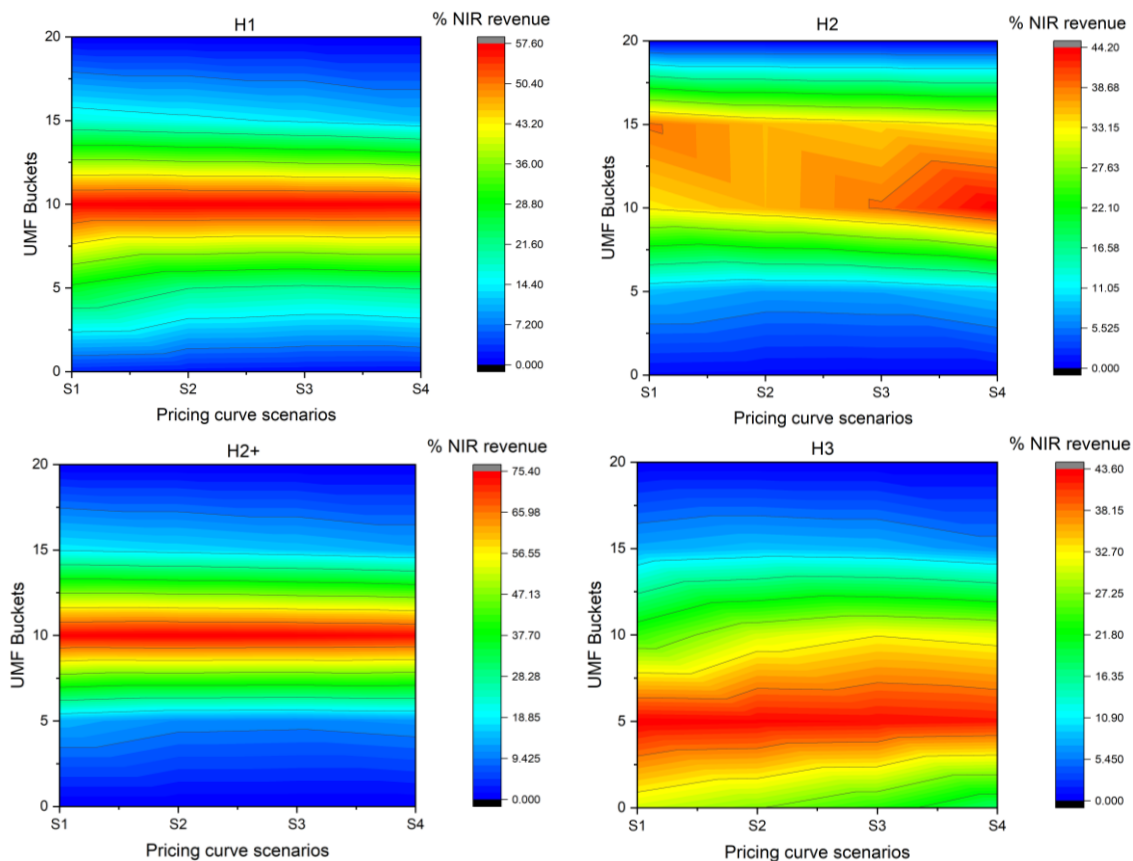 H1
% NIR revenue
20
15
10
5
0
UMF Buckets
S1 S2 S3 S4
Pricing curve scenarios
57.60
50.40
43.20
36.00
28.80
21.60
14.40
7.200
0.000
H2
% NIR revenue
20
15
10
5
0
UMF Buckets
S1 S2 S3 S4
Pricing curve scenarios
44.20
38.68
33.15
27.63
22.10
16.58
11.05
5.525
0.000
H2+
% NIR revenue
20
15
10
5
0
UMF Buckets
S1 S2 S3 S4
Pricing curve scenarios
75.40
65.98
56.55
47.13
37.70
28.28
18.85
9.425
0.000
H3
% NIR revenue
20
15
10
5
0
UMF Buckets
S1 S2 S3 S4
Pricing curve scenarios
43.60
38.15
32.70
27.25
21.80
16.35
10.90
5.450
0.000